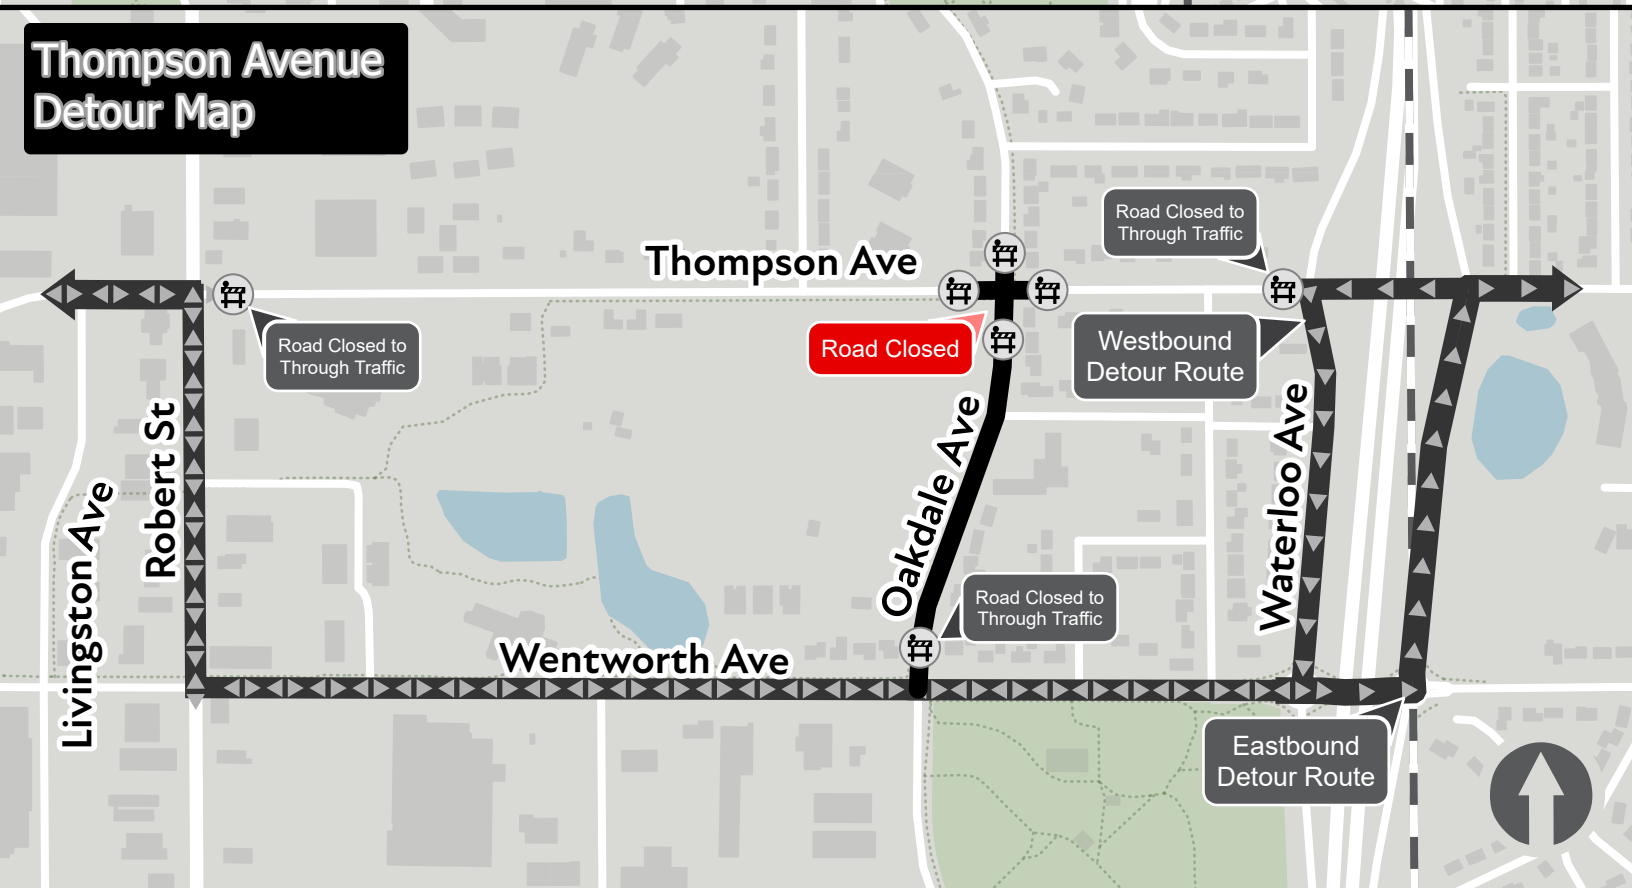 Thompson Avenue
Detour Map
Road Closed to
Through Traffic
Thompson Ave
Road Closed
Westbound
Detour Route
Road Closed to
Through Traffic
Robert St
Livingston Ave
Oakdale Ave
Waterloo Ave
Road Closed to
Through Traffic
Wentworth Ave
Eastbound
Detour Route